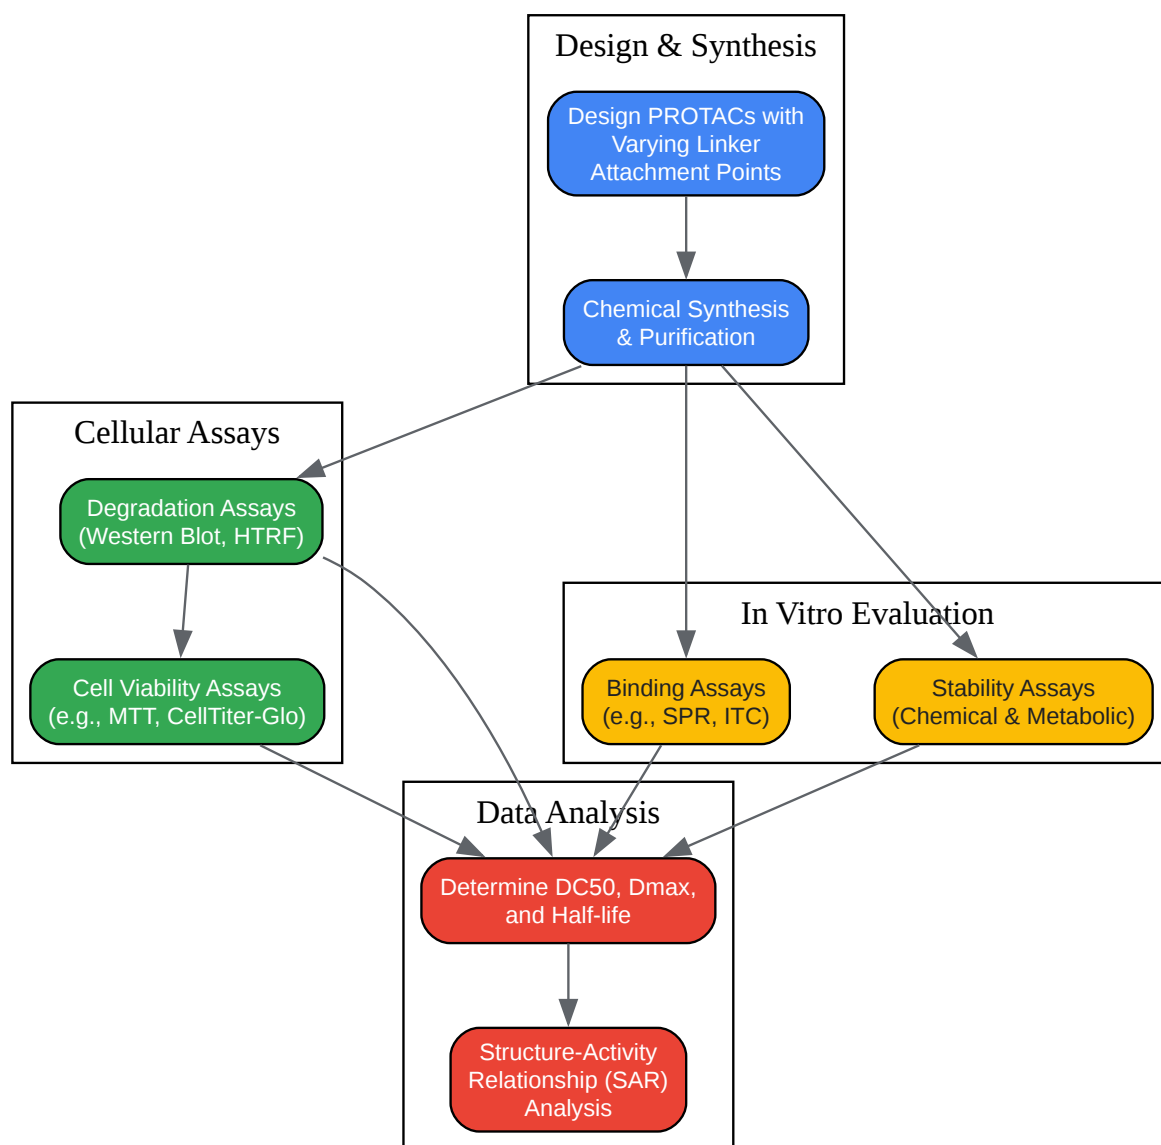 Design & Synthesis
Design PROTACs with
Varying Linker
Attachment Points
Chemical Synthesis
& Purification
Cellular Assays
Degradation Assays
(Western Blot, HTRF)
Cell Viability Assays
(e.g., MTT, CellTiter-Glo)
In Vitro Evaluation
Binding Assays
(e.g., SPR, ITC)
Stability Assays
(Chemical & Metabolic)
Data Analysis
Determine DC50, Dmax,
and Half-life
Structure-Activity
Relationship (SAR)
Analysis